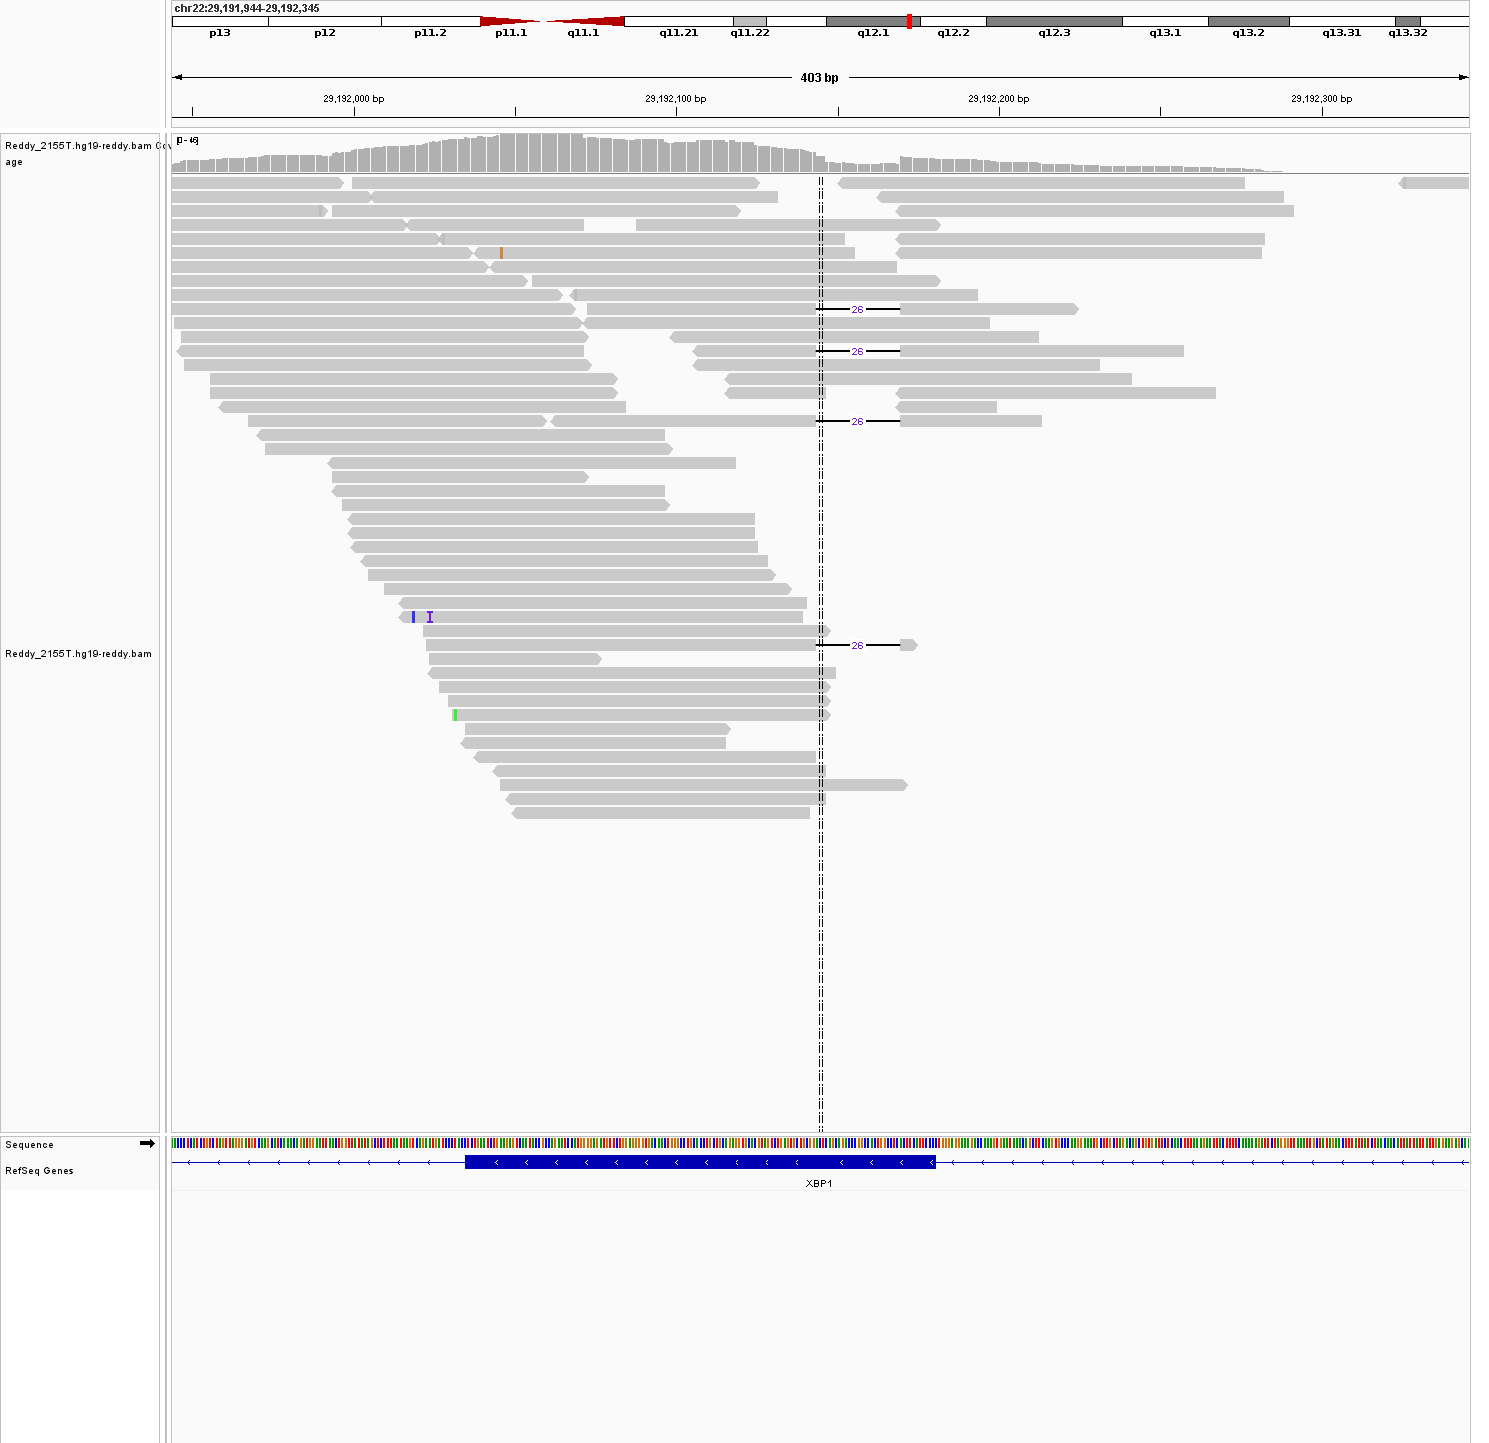 chr22:29,191,944-29,192,345
p13 p12 p11.2 p11.1 q11.1 q11.21 q11.22 q12.1 q12.2 q12.3 q13.1 q13.2 q13.31 q13.32
403 bp
29,192,000 bp 29,192,100 bp 29,192,200 bp 29,192,300 bp
Reddy_2155T.hg19-reddy.bam Cov
age
26
26
26
26
Reddy_2155T.hg19-reddy.bam
Sequence
RefSeq Genes
XBP1